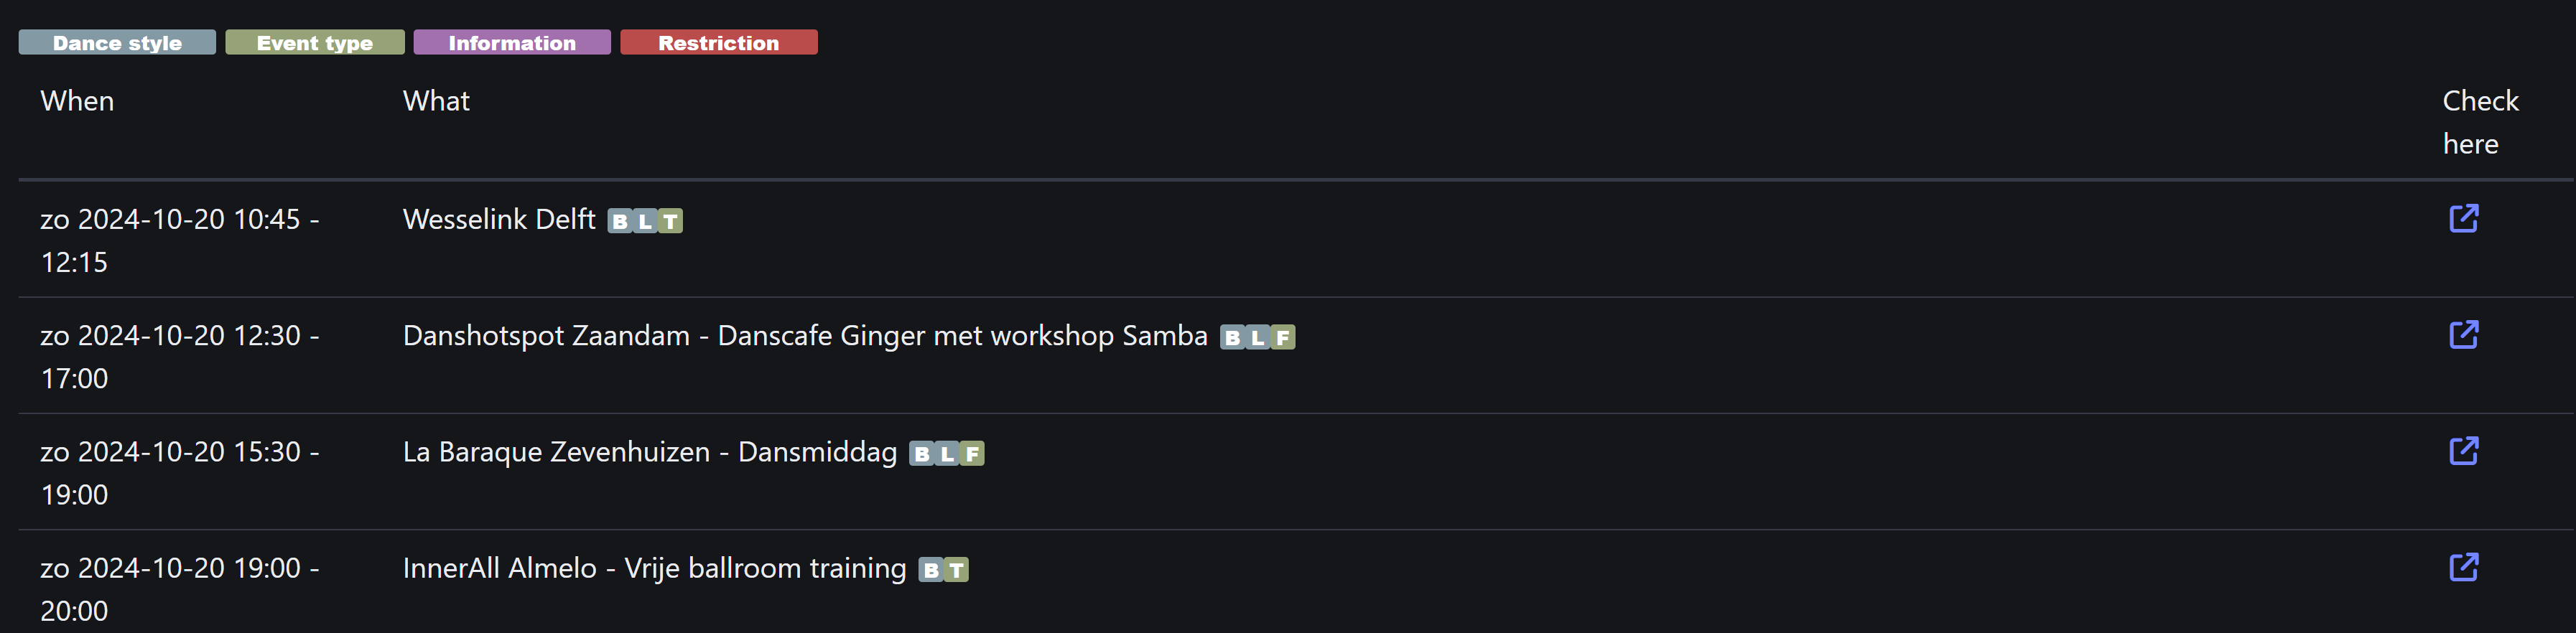 Dance style Event type Information Restriction
When What Check here
zo 2024-10-20 10:45 - 12:15 Wesselink Delft B L T
zo 2024-10-20 12:30 - 17:00 Danshotspot Zaandam - Danscafe Ginger met workshop Samba B L F
zo 2024-10-20 15:30 - 19:00 La Baraque Zevenhuizen - Dansmiddag B L F
zo 2024-10-20 19:00 - 20:00 InnerAll Almelo - Vrije ballroom training B T